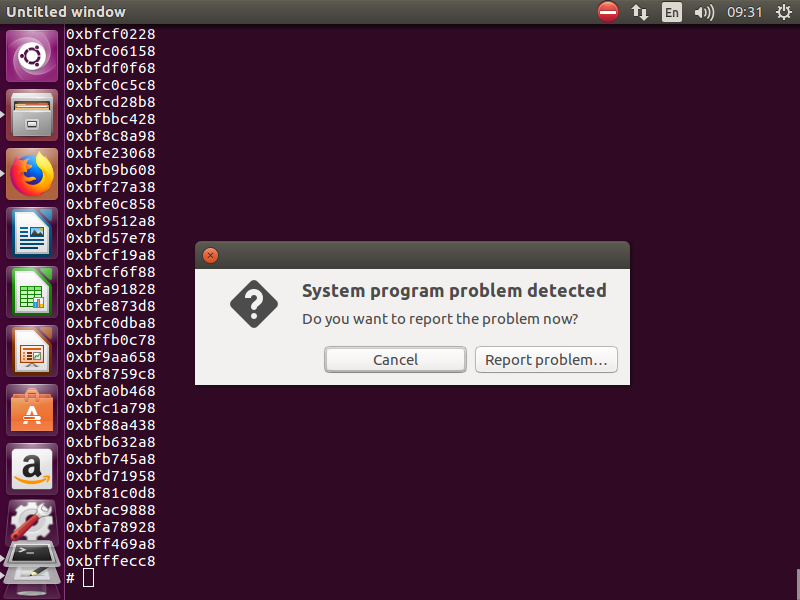 Untitled window
En
09:31
0xbfcf0228
0xbfc06158
0xbfdf0f68
0xbfc0c5c8
0xbfcd28b8
0xbfbbc428
0xbf8c8a98
0xbfe23068
0xbfb9b608
0xbff27a38
0xbfe0c858
0xbf9512a8
0xbfd57e78
0xbfcf19a8
0xbfcf6f88
0xbfa91828
0xbfe873d8
0xbfc0dba8
0xbffb0c78
0xbf9aa658
0xbf8759c8
0xbfa0b468
0xbfc1a798
0xbf88a438
0xbfb632a8
0xbfb745a8
0xbfd71958
0xbf81c0d8
0xbfac9888
0xbfa78928
0xbff469a8
0xbfffecc8
#
System program problem detected
Do you want to report the problem now?
Cancel
Report problem…